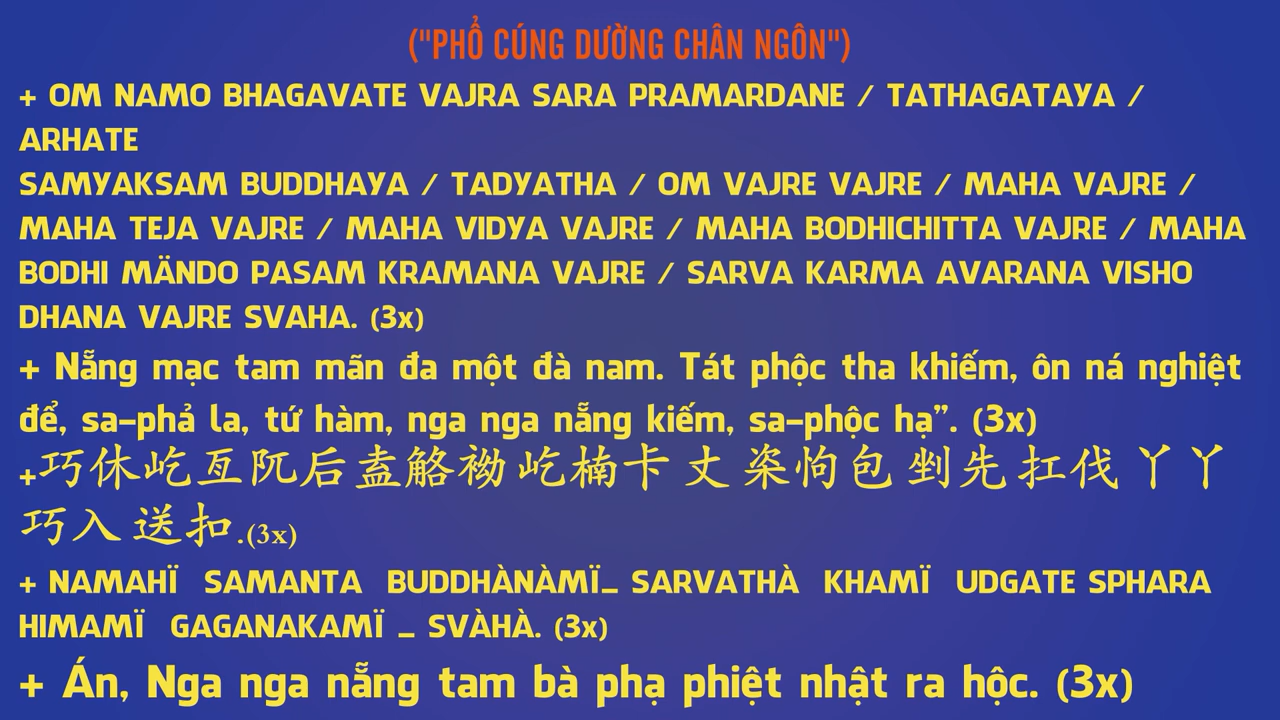 ("PHỔ CÚNG DƯỜNG CHÂN NGÔN")
+ OM NAMO BHAGAVATE VAJRA SARA PRAMARDANE / TATHAGATAYA /
ARHATE
SAMYAKSAM BUDDHAYA / TADYATHA / OM VAJRE VAJRE / MAHA VAJRE /
MAHA TEJA VAJRE / MAHA VIDYA VAJRE / MAHA BODHICHITTA VAJRE / MAHA
BODHI MÄNDO PASAM KRAMANA VAJRE / SARVA KARMA AVARANA VISHO
DHANA VAJRE SVAHA. (3x)
+ Nẵng mạc tam mãn đa một đà nam. Tát phộc tha khiếm, ôn ná nghiệt
để, sa-phả la, tứ hàm, nga nga nẵng kiếm, sa-phộc hạ”. (3x)
+巧休屹亙阢后盍觡袎屹楠卡丈 栥怐包 剉先扛伐 丫丫
巧入送扣.(3x)
+ NAMAHÏ SAMANTA BUDDHÀNÀMÏ_ SARVATHÀ KHAMÏ UDGATE SPHARA
HIMAMÏ GAGANAKAMÏ _ SVÀHÀ. (3x)
+ Án, Nga nga nẵng tam bà phạ phiệt nhật ra hộc. (3x)